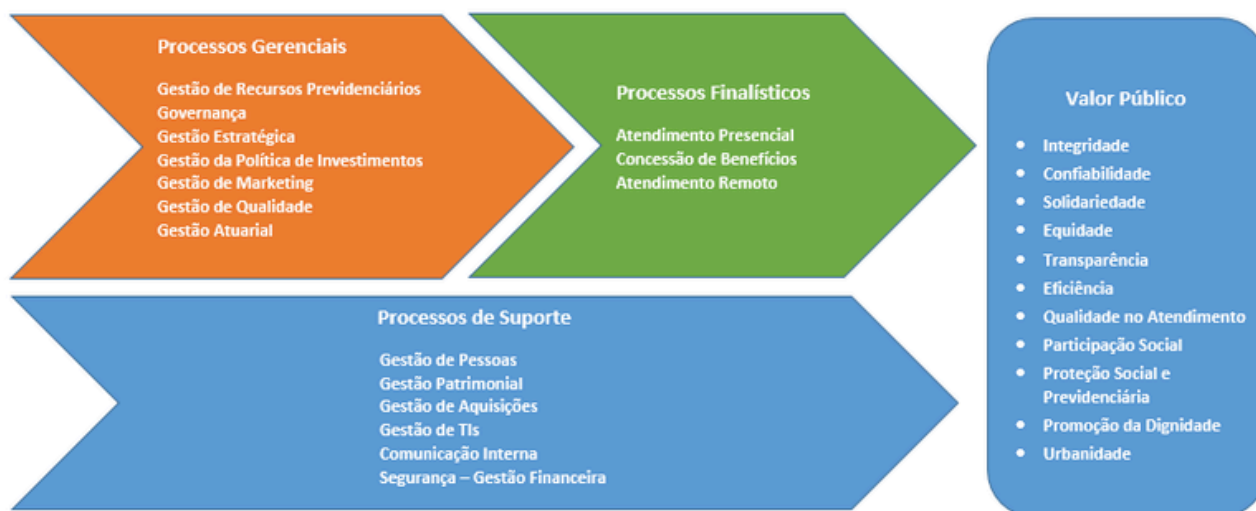 Processos Gerenciais
Gestão de Recursos Previdenciários
Governança
Gestão Estratégica
Gestão da Política de Investimentos
Gestão de Marketing
Gestão de Qualidade
Gestão Atuarial
Processos Finalísticos
Atendimento Presencial
Concessão de Benefícios
Atendimento Remoto
Processos de Suporte
Gestão de Pessoas
Gestão Patrimonial
Gestão de Aquisições
Gestão de TIs
Comunicação Interna
Segurança – Gestão Financeira
Valor Público
• Integridade
• Confiabilidade
• Solidariedade
• Equidade
• Transparência
• Eficiência
• Qualidade no Atendimento
• Participação Social
• Proteção Social e
Previdenciária
• Promoção da Dignidade
• Urbanidade